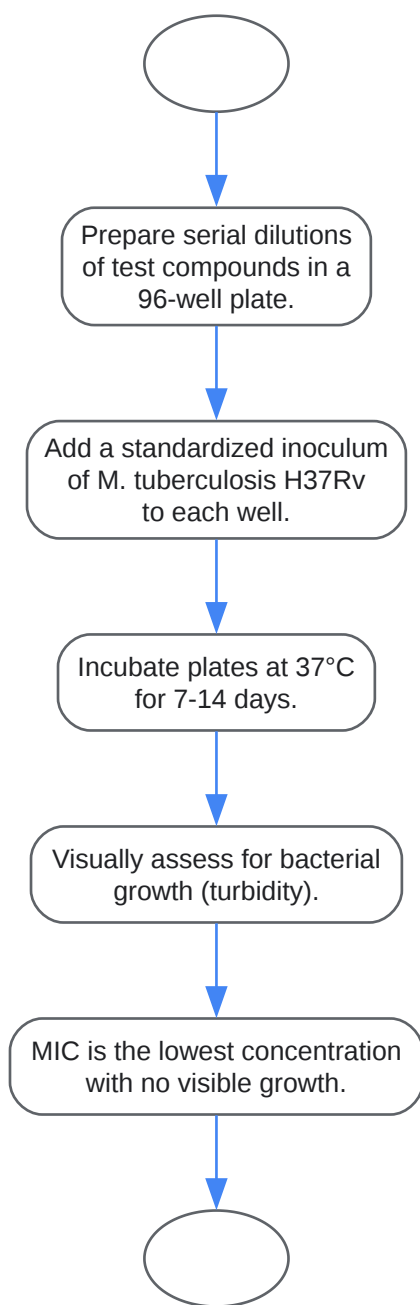 Prepare serial dilutions
of test compounds in a
96-well plate.
Add a standardized inoculum
of M. tuberculosis H37Rv
to each well.
Incubate plates at 37°C
for 7-14 days.
Visually assess for bacterial
growth (turbidity).
MIC is the lowest concentration
with no visible growth.